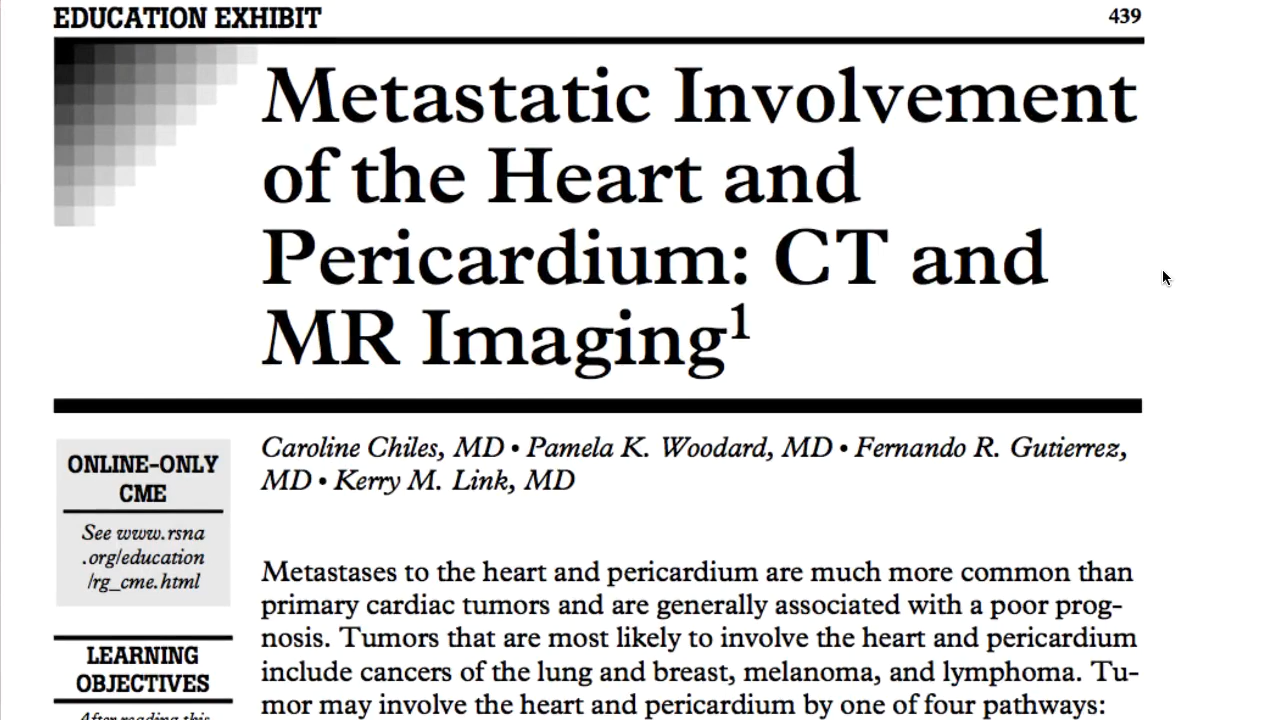 EDUCATION EXHIBIT
439
Metastatic Involvement
of the Heart and
Pericardium: CT and
MR Imaging¹
Caroline Chiles, MD • Pamela K. Woodard, MD • Fernando R. Gutierrez,
MD • Kerry M. Link, MD
ONLINE-ONLY
CME
See www.rsna
.org/education
/rg_cme.html
LEARNING
OBJECTIVES
After reading this
Metastases to the heart and pericardium are much more common than
primary cardiac tumors and are generally associated with a poor prog-
nosis. Tumors that are most likely to involve the heart and pericardium
include cancers of the lung and breast, melanoma, and lymphoma. Tu-
mor may involve the heart and pericardium by one of four pathways: